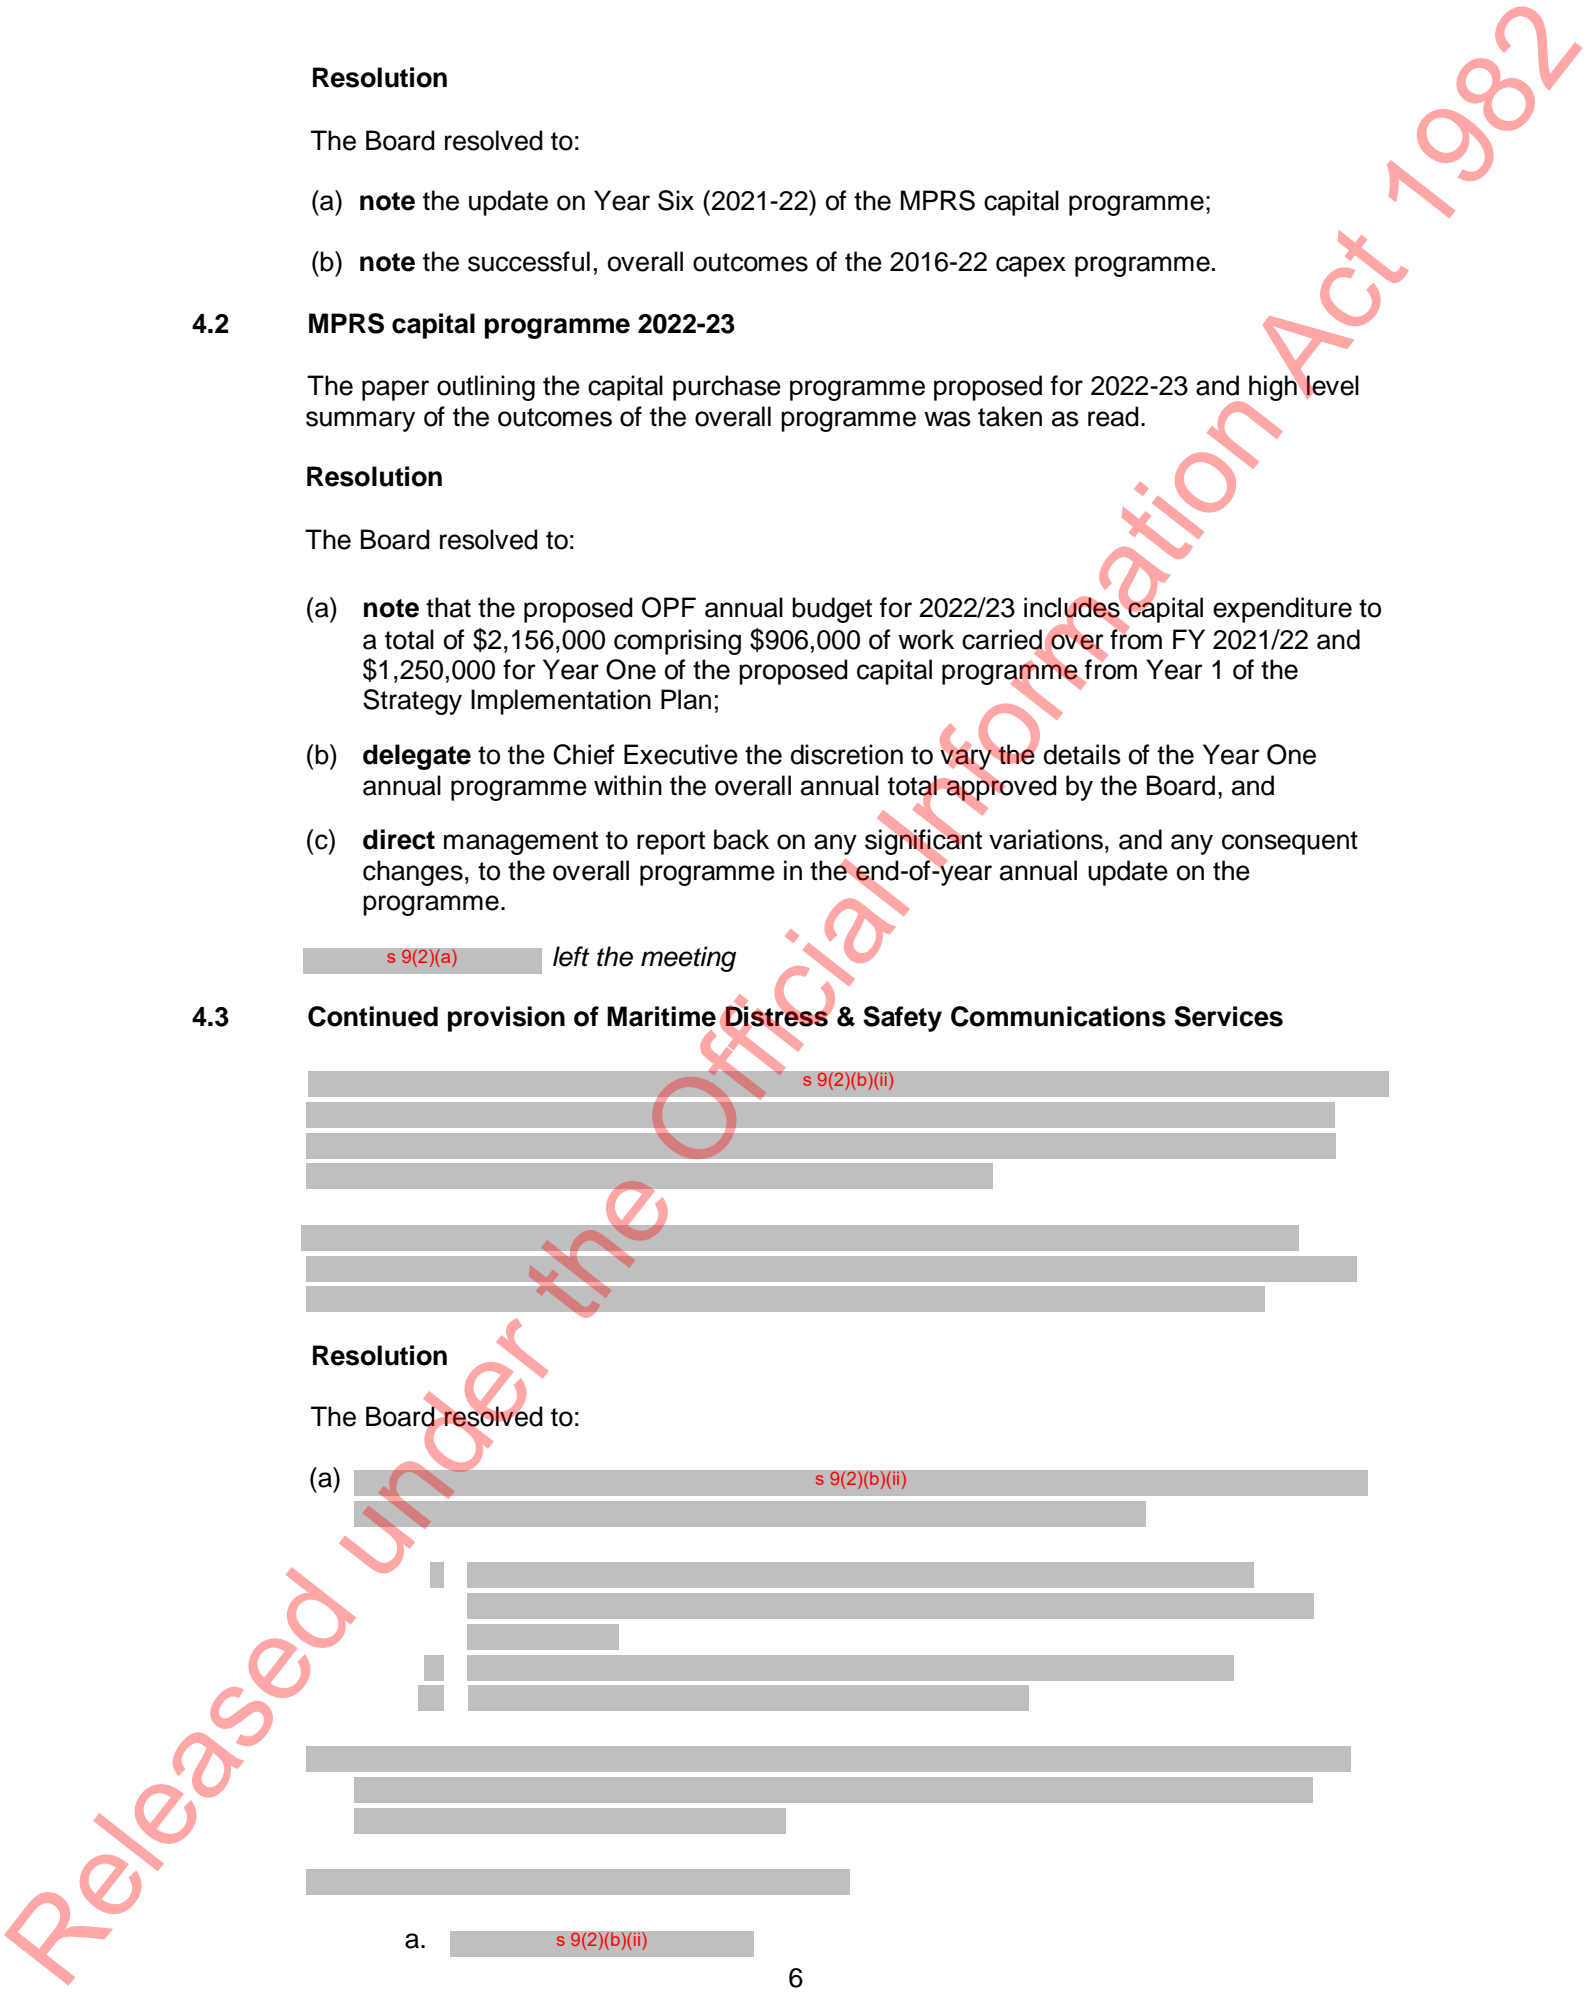 Resolution
The Board resolved to:
(a) note the update on Year Six (2021-22) of the MPRS capital programme;
(b) note the successful, overall outcomes of the 2016-22 capex programme.
4.2 MPRS capital programme 2022-23
The paper outlining the capital purchase programme proposed for 2022-23 and high level
summary of the outcomes of the overall programme was taken as read.
Resolution
The Board resolved to:
(a) note that the proposed OPF annual budget for 2022/23 includes capital expenditure to
a total of $2,156,000 comprising $906,000 of work carried over from FY 2021/22 and
$1,250,000 for Year One of the proposed capital programme from Year 1 of the
Strategy Implementation Plan;
(b) delegate to the Chief Executive the discretion to vary the details of the Year One
annual programme within the overall annual total approved by the Board, and
(c) direct management to report back on any significant variations, and any consequent
changes, to the overall programme in the end-of-year annual update on the
programme.
s 9(2)(a) left the meeting
4.3 Continued provision of Maritime Distress & Safety Communications Services
s 9(2)(b)(ii)
Resolution
The Board resolved to:
(a) s 9(2)(b)(ii)
a. s 9(2)(b)(ii)
6
Released under the Official Information Act 1982